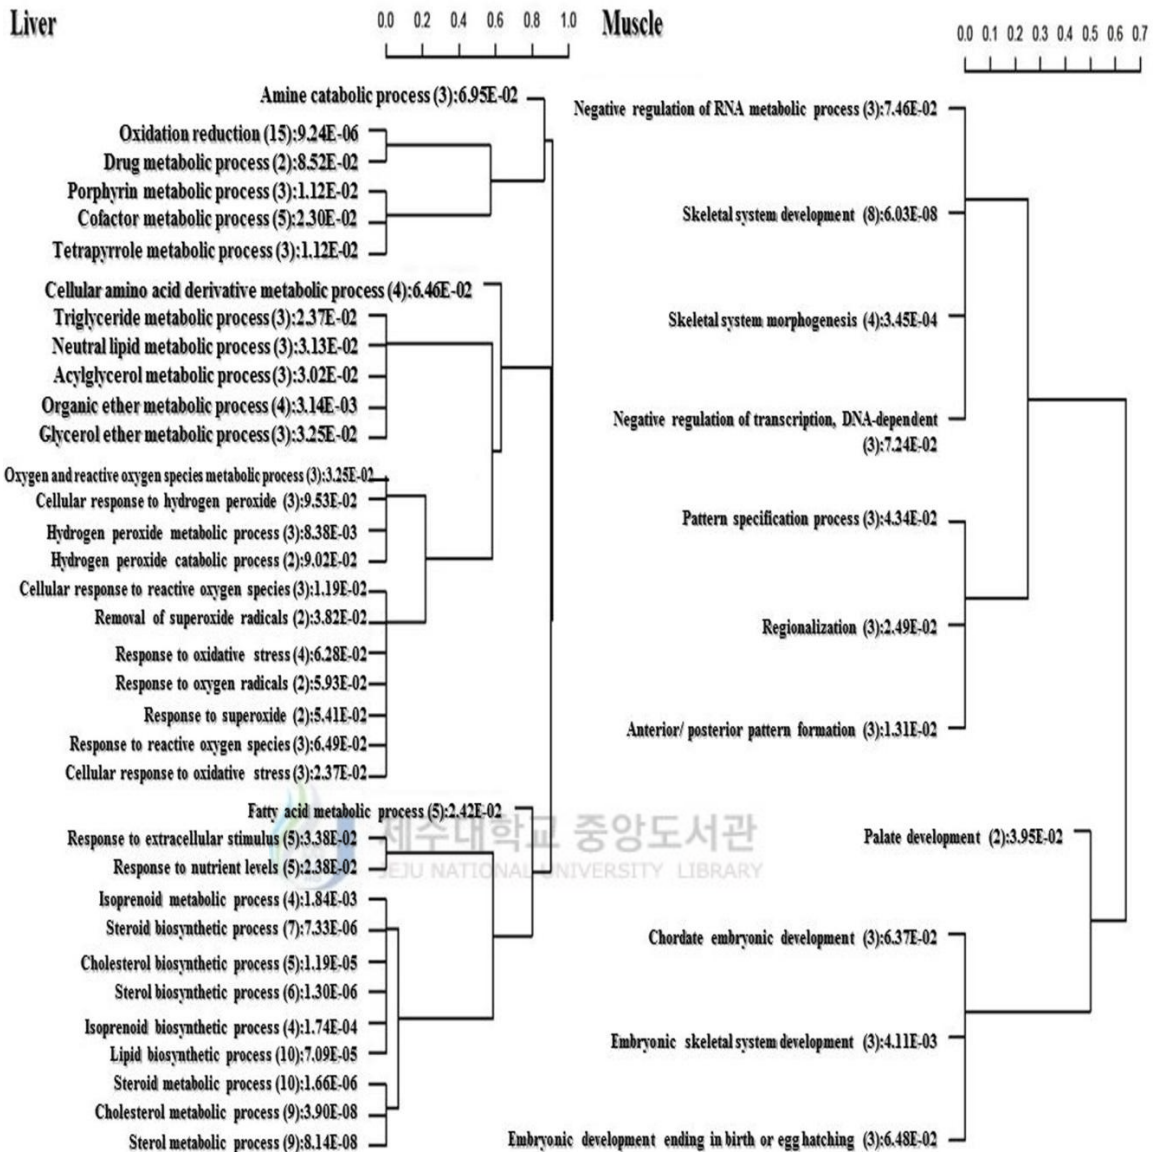 Liver
0.0 0.2 0.4 0.6 0.8 1.0
Amine catabolic process (3):6.95E-02
Oxidation reduction (15):9.24E-06
Drug metabolic process (2):8.52E-02
Porphyrin metabolic process (3):1.12E-02
Cofactor metabolic process (5):2.30E-02
Tetrapyrrole metabolic process (3):1.12E-02
Cellular amino acid derivative metabolic process (4):6.46E-02
Triglyceride metabolic process (3):2.37E-02
Neutral lipid metabolic process (3):3.13E-02
Acylglycerol metabolic process (3):3.02E-02
Organic ether metabolic process (4):3.14E-03
Glycerol ether metabolic process (3):3.25E-02
Oxygen and reactive oxygen species metabolic process (3):3.25E-02
Cellular response to hydrogen peroxide (3):9.53E-02
Hydrogen peroxide metabolic process (3):8.38E-03
Hydrogen peroxide catabolic process (2):9.02E-02
Cellular response to reactive oxygen species (3):1.19E-02
Removal of superoxide radicals (2):3.82E-02
Response to oxidative stress (4):6.28E-02
Response to oxygen radicals (2):5.93E-02
Response to superoxide (2):5.41E-02
Response to reactive oxygen species (3):6.49E-02
Cellular response to oxidative stress (3):2.37E-02
Fatty acid metabolic process (5):2.42E-02
Response to extracellular stimulus (5):3.38E-02
Response to nutrient levels (5):2.38E-02
Isoprenoid metabolic process (4):1.84E-03
Steroid biosynthetic process (7):7.33E-06
Cholesterol biosynthetic process (5):1.19E-05
Sterol biosynthetic process (6):1.30E-06
Isoprenoid biosynthetic process (4):1.74E-04
Lipid biosynthetic process (10):7.09E-05
Steroid metabolic process (10):1.66E-06
Cholesterol metabolic process (9):3.90E-08
Sterol metabolic process (9):8.14E-08
Muscle
0.0 0.1 0.2 0.3 0.4 0.5 0.6 0.7
Negative regulation of RNA metabolic process (3):7.46E-02
Skeletal system development (8):6.03E-08
Skeletal system morphogenesis (4):3.45E-04
Negative regulation of transcription, DNA-dependent
(3):7.24E-02
Pattern specification process (3):4.34E-02
Regionalization (3):2.49E-02
Anterior/ posterior pattern formation (3):1.31E-02
Palate development (2):3.95E-02
Chordate embryonic development (3):6.37E-02
Embryonic skeletal system development (3):4.11E-03
Embryonic development ending in birth or egg hatching (3):6.48E-02
제주대학교 중앙도서관
JEJU NATIONAL UNIVERSITY LIBRARY